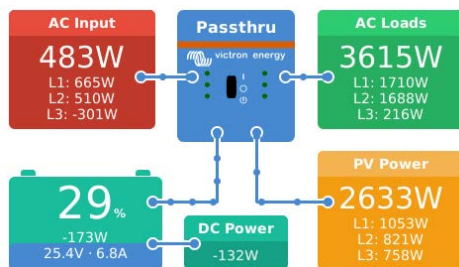 AC Input
483W
L1: 665W
L2: 510W
L3: -301W
Passthru
victron energy
I
AC Loads
3615W
L1: 1710W
L2: 1688W
L3: 216W
29%
-173W
25.4V · 6.8A
DC Power
-132W
PV Power
2633W
L1: 1053W
L2: 821W
L3: 758W